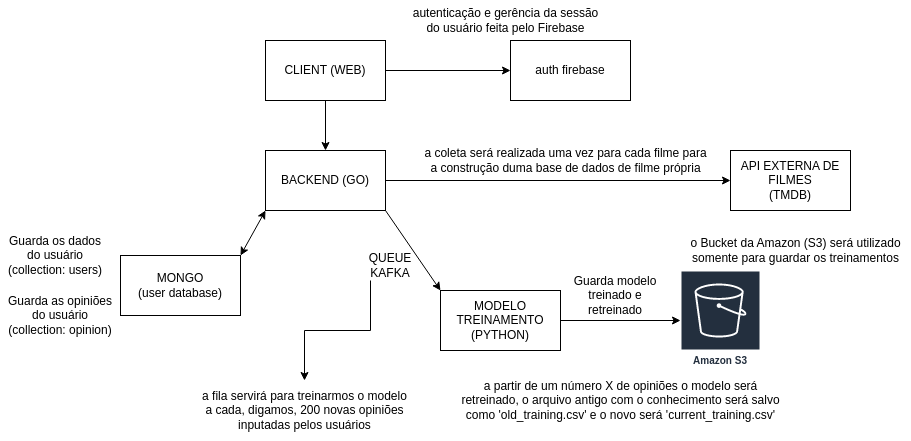 autenticação e gerência da sessão
do usuário feita pelo Firebase
CLIENT (WEB)
auth firebase
a coleta será realizada uma vez para cada filme para
a construção duma base de dados de filme própria
BACKEND (GO)
API EXTERNA DE
FILMES
(TMDB)
Guarda os dados
do usuário
(collection: users)
Guarda as opiniões
do usuário
(collection: opinion)
MONGO
(user database)
QUEUE
KAFKA
MODELO
TREINAMENTO
(PYTHON)
Guarda modelo
treinado e
retreinado
o Bucket da Amazon (S3) será utilizado
somente para guardar os treinamentos
Amazon S3
a fila servirá para treinarmos o modelo
a cada, digamos, 200 novas opiniões
inputadas pelos usuários
a partir de um número X de opiniões o modelo será
retreinado, o arquivo antigo com o conhecimento será salvo
como 'old_training.csv' e o novo será 'current_training.csv'